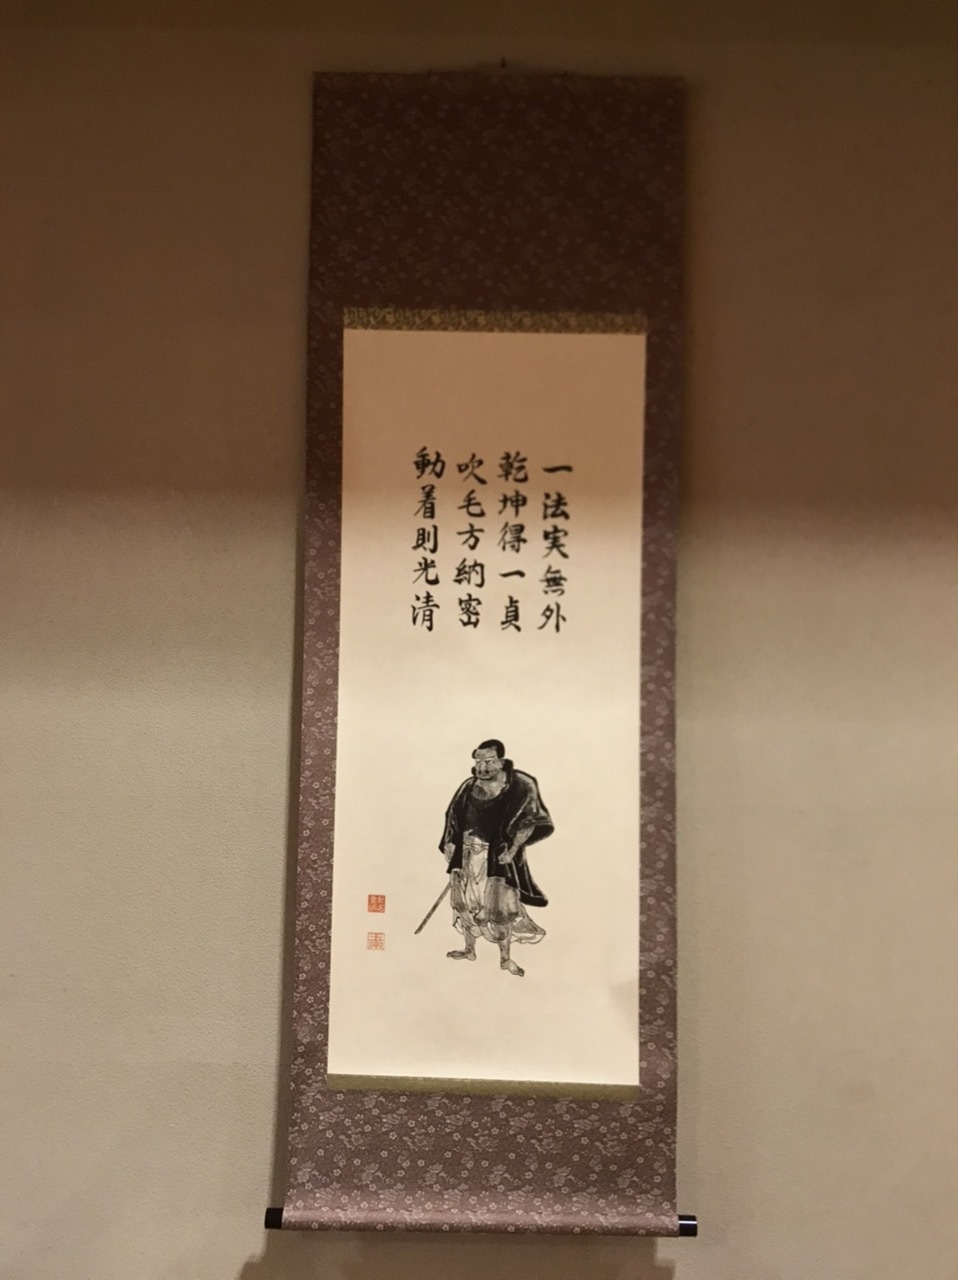 一法実無外
乾坤得一貞
吹毛方納密
動着則光清